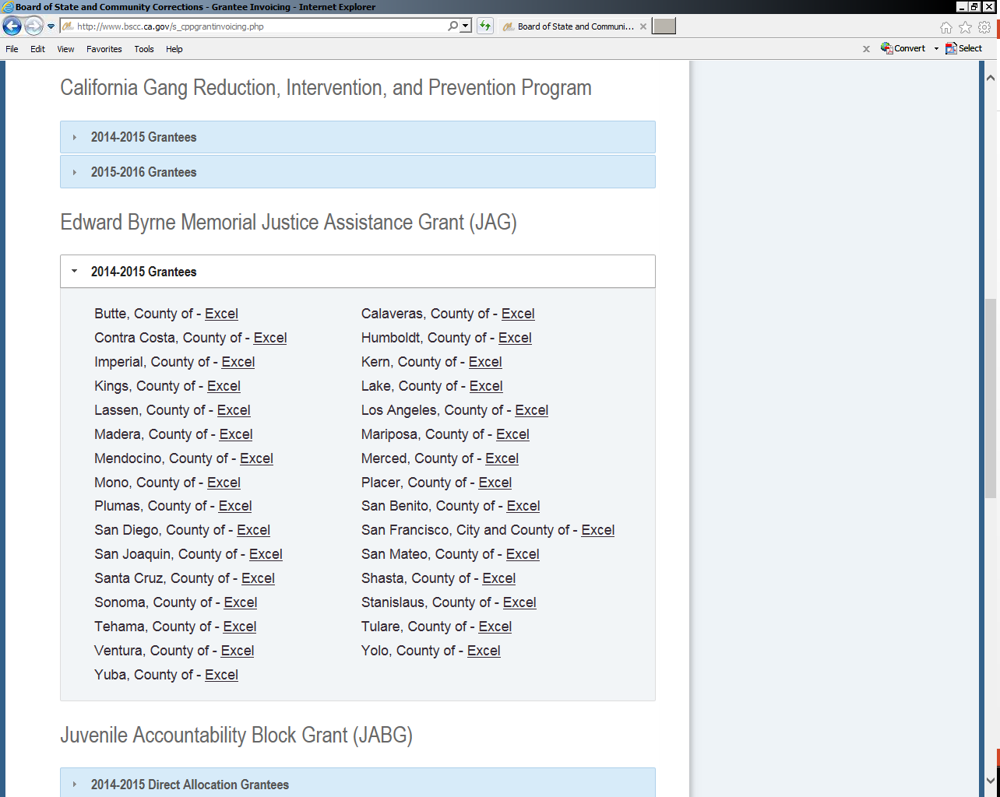 Board of State and Community Corrections - Grantee Invoicing - Internet Explorer
http://www.bscc.ca.gov/s_cppgrantinvoicing.php
Board of State and Communi...
File Edit View Favorites Tools Help
Convert Select
California Gang Reduction, Intervention, and Prevention Program
2014-2015 Grantees
2015-2016 Grantees
Edward Byrne Memorial Justice Assistance Grant (JAG)
2014-2015 Grantees
Butte, County of - Excel Calaveras, County of - Excel
Contra Costa, County of - Excel Humboldt, County of - Excel
Imperial, County of - Excel Kern, County of - Excel
Kings, County of - Excel Lake, County of - Excel
Lassen, County of - Excel Los Angeles, County of - Excel
Madera, County of - Excel Mariposa, County of - Excel
Mendocino, County of - Excel Merced, County of - Excel
Mono, County of - Excel Placer, County of - Excel
Plumas, County of - Excel San Benito, County of - Excel
San Diego, County of - Excel San Francisco, City and County of - Excel
San Joaquin, County of - Excel San Mateo, County of - Excel
Santa Cruz, County of - Excel Shasta, County of - Excel
Sonoma, County of - Excel Stanislaus, County of - Excel
Tehama, County of - Excel Tulare, County of - Excel
Ventura, County of - Excel Yolo, County of - Excel
Yuba, County of - Excel
Juvenile Accountability Block Grant (JABG)
2014-2015 Direct Allocation Grantees